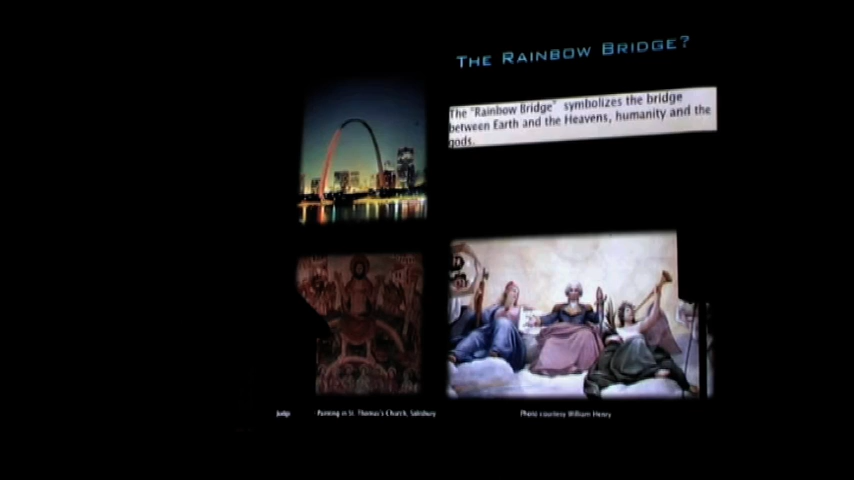 THE RAINBOW BRIDGE?
The "Rainbow Bridge" symbolizes the bridge
between Earth and the Heavens, humanity and the
gods.
Painting in St. Thomas's Church, Salisbury
Photo courtesy William Henry